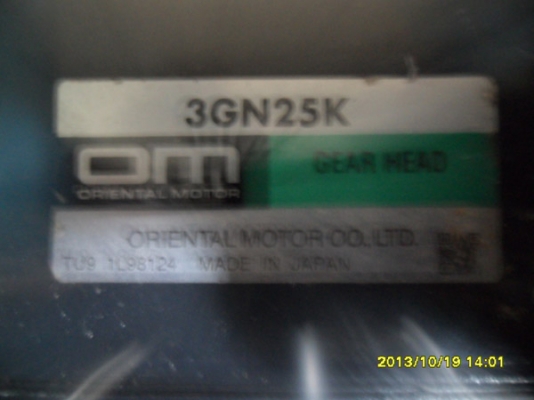 3GN25K
om
GEAR HEAD
ORIENTAL MOTOR
ORIENTAL MOTOR CO., LTD.
MADE IN JAPAN
2013/10/19 14:01